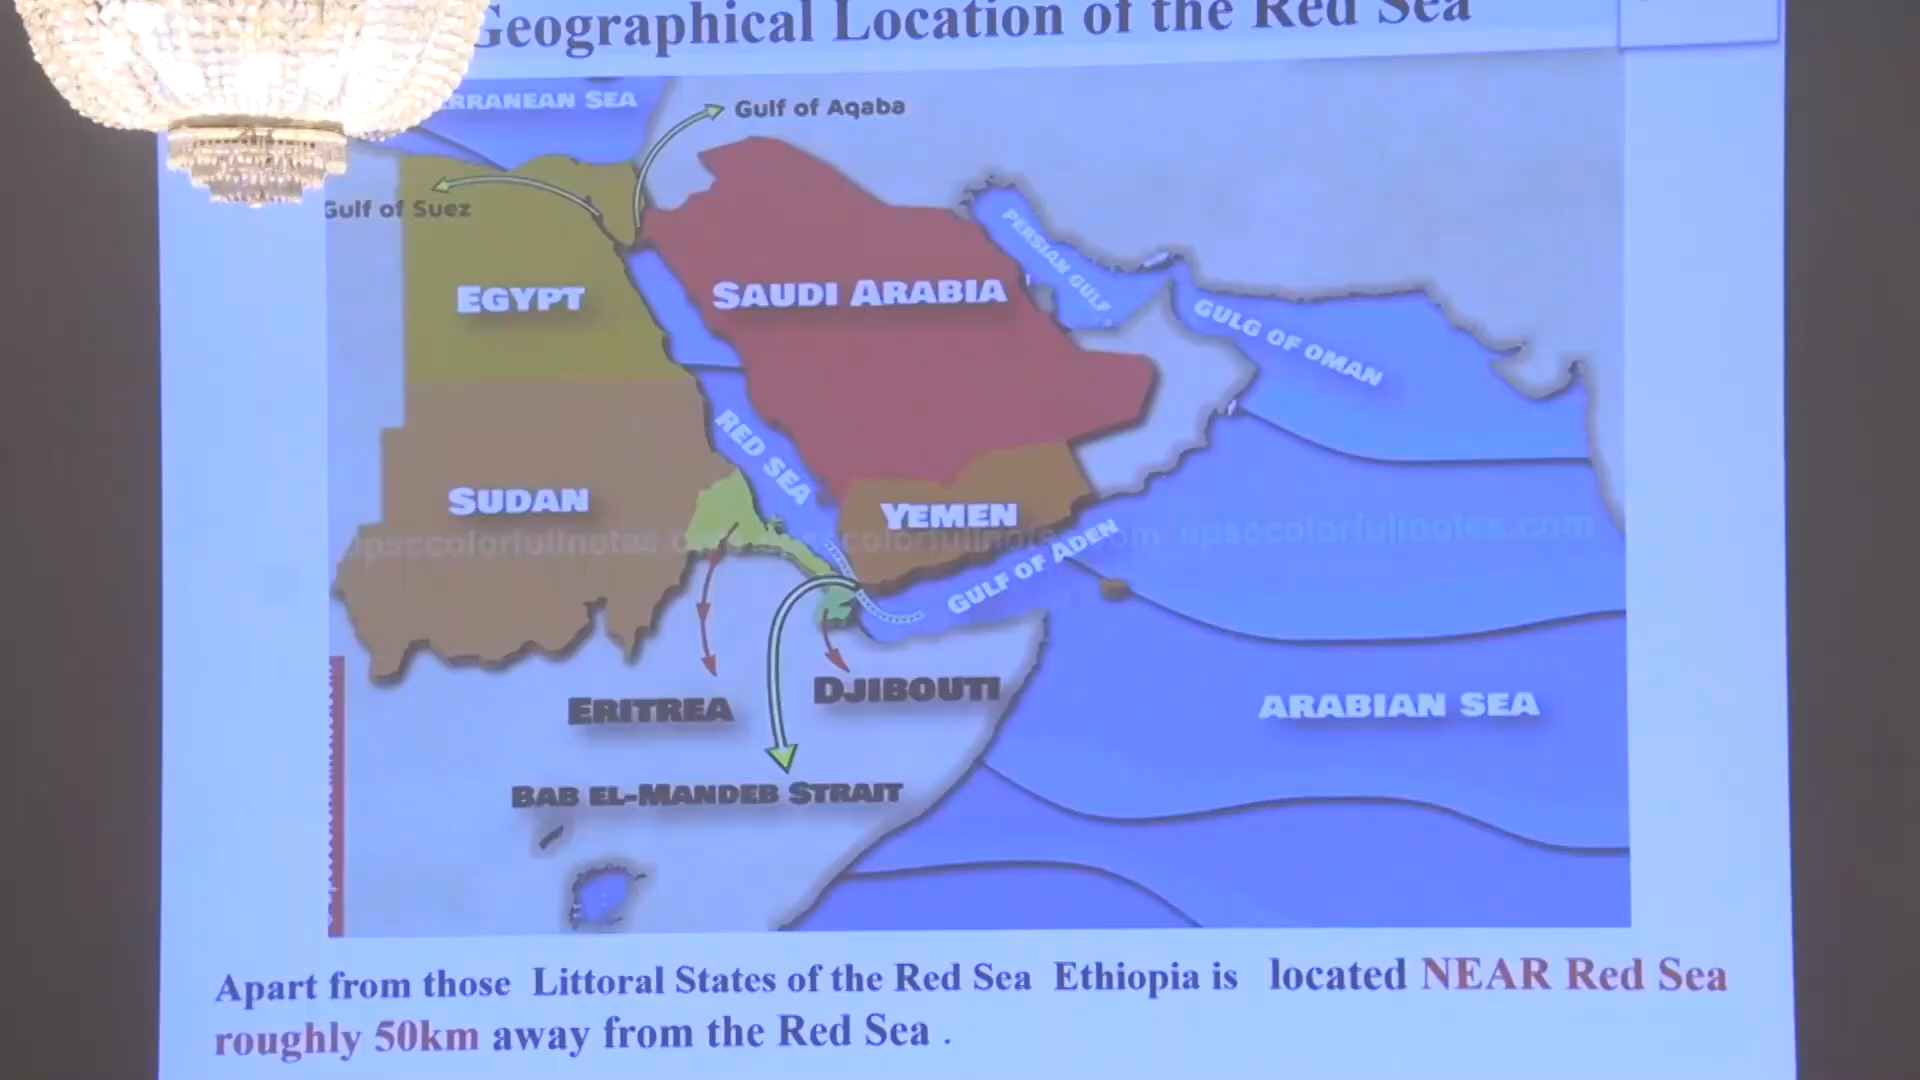 Geographical Location of the Red Sea
RRANEAN SEA
Gulf of Aqaba
Gulf of Suez
PERSIAN GULF
EGYPT
SAUDI ARABIA
GULG OF OMAN
RED SEA
SUDAN
YEMEN
upsccolorfullnotes.com
GULF OF ADEN
ERITREA
DJIBOUTI
ARABIAN SEA
BAB EL-MANDEB STRAIT
Apart from those Littoral States of the Red Sea Ethiopia is located NEAR Red Sea
roughly 50km away from the Red Sea .